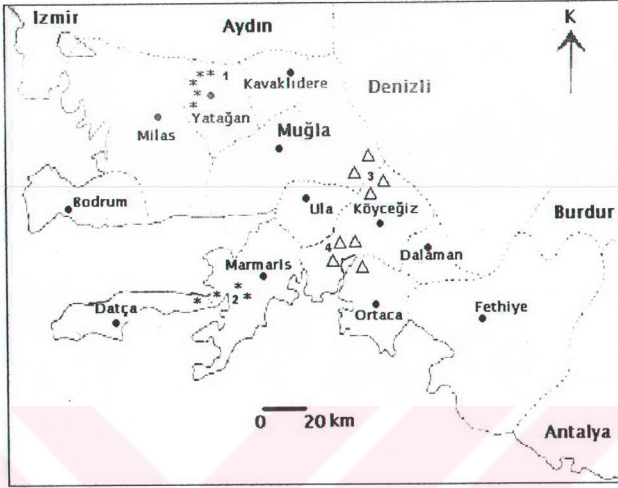 Izmir
Aydın
K
1
Kavaklıdere
Denizli
Yatağan
Milas
Muğla
3
Bodrum
Ula
Köyceğiz
Burdur
4
Dalaman
Marmaris
2
Datça
Ortaca
Fethiye
0 20 km
Antalya